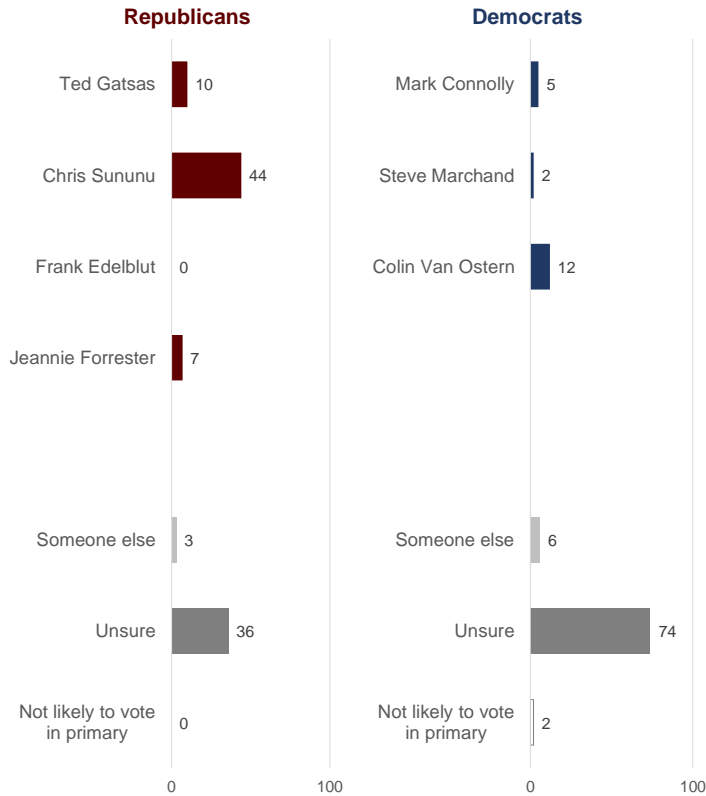 Republicans
Ted Gatsas 10
Chris Sununu 44
Frank Edelblut 0
Jeannie Forrester 7
Someone else 3
Unsure 36
Not likely to vote
in primary 0
0 100
Democrats
Mark Connolly 5
Steve Marchand 2
Colin Van Ostern 12
Someone else 6
Unsure 74
Not likely to vote
in primary 2
0 100